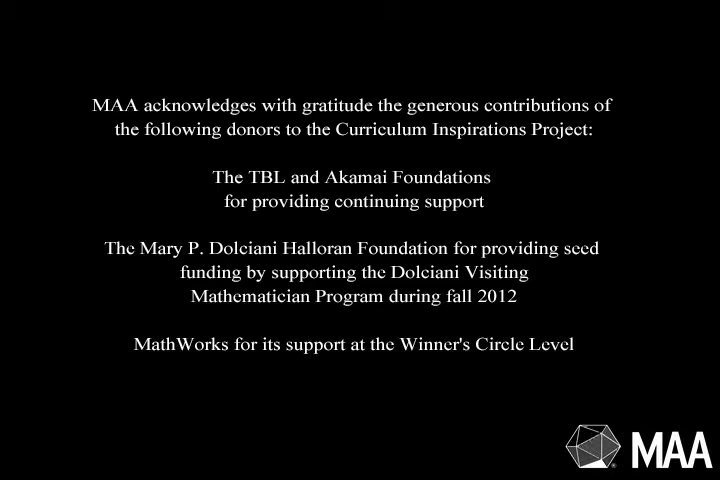 MAA acknowledges with gratitude the generous contributions of
the following donors to the Curriculum Inspirations Project:
The TBL and Akamai Foundations
for providing continuing support
The Mary P. Dolciani Halloran Foundation for providing seed
funding by supporting the Dolciani Visiting
Mathematician Program during fall 2012
MathWorks for its support at the Winner's Circle Level
MAA